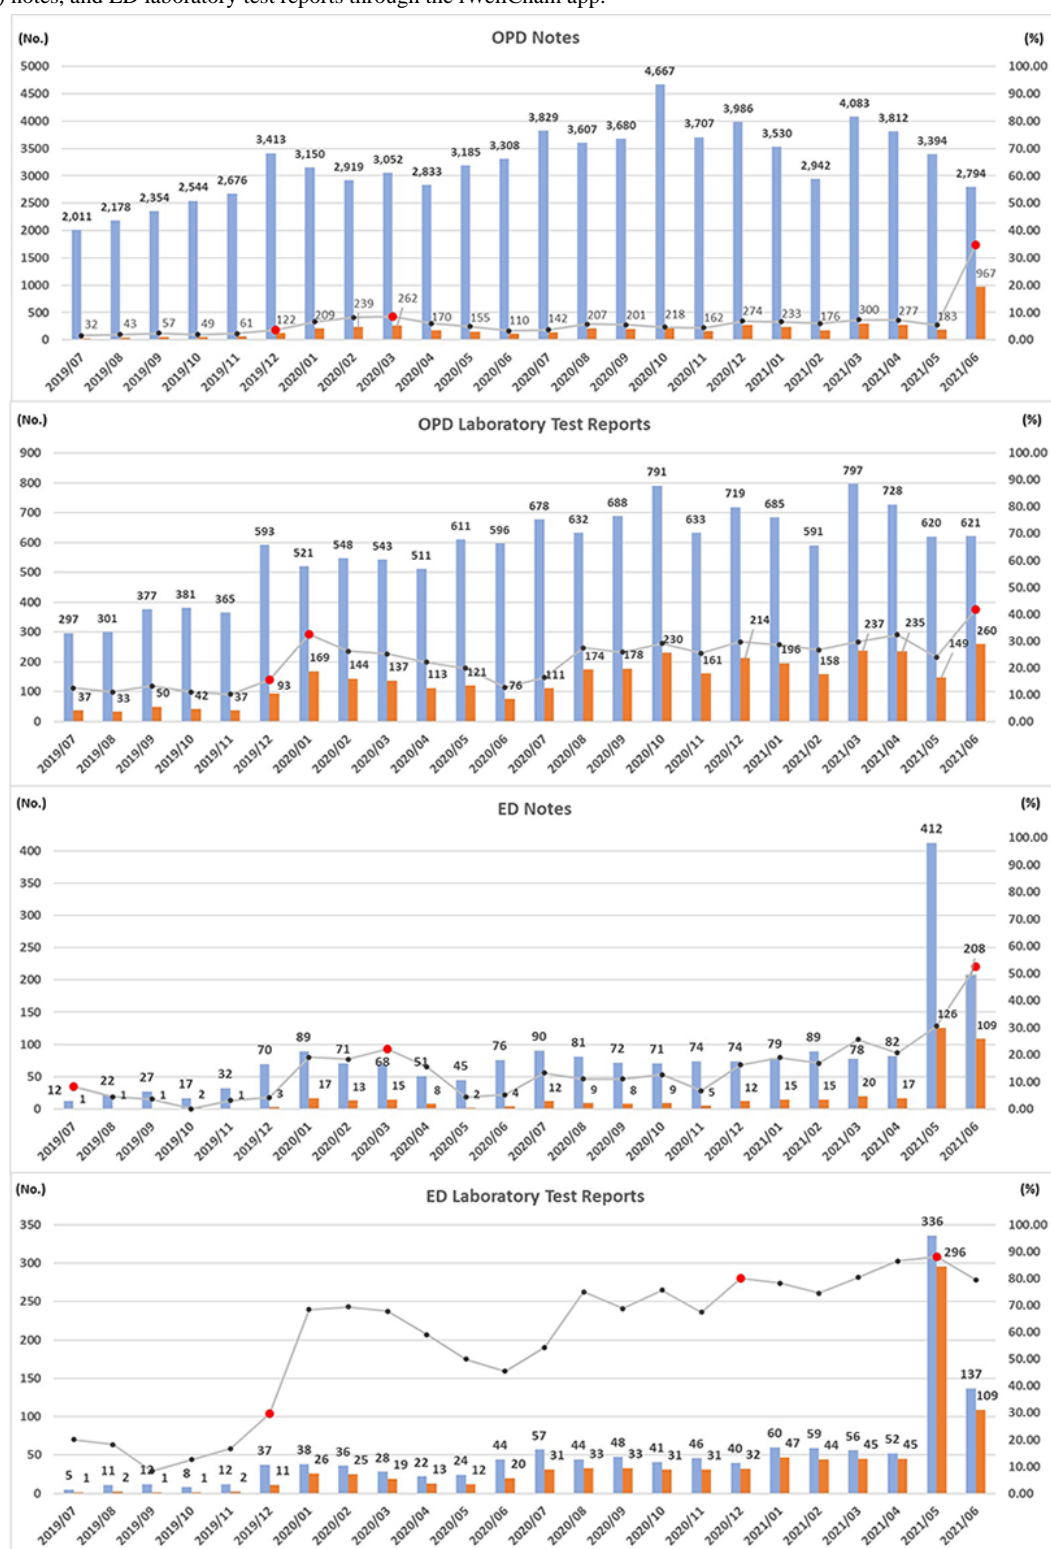 ) notes, and ED laboratory test reports through the iWellChain app.
(No.) OPD Notes (%)
5000 4,667 100.00
4500 3,986 4,083 90.00
4000 3,829 3,607 3,680 3,707 3,812 80.00
3500 3,413 3,150 3,052 3,185 3,308 3,530 3,394 70.00
3000 2,919 2,833 2,942 2,794 60.00
2500 2,544 2,676 50.00
2000 2,011 2,178 2,354 40.00
1500 30.00
1000 967 20.00
500 32 43 57 49 61 122 209 239 262 170 155 110 142 207 201 218 162 274 233 176 300 277 183 10.00
0 0.00
2019/07 2019/08 2019/09 2019/10 2019/11 2019/12 2020/01 2020/02 2020/03 2020/04 2020/05 2020/06 2020/07 2020/08 2020/09 2020/10 2020/11 2020/12 2021/01 2021/02 2021/03 2021/04 2021/05 2021/06
(No.) OPD Laboratory Test Reports (%)
900 100.00
800 791 797 90.00
700 678 688 719 685 728 80.00
600 593 611 596 632 633 591 620 621 70.00
500 521 548 543 511 60.00
50.00
400 377 381 365 40.00
300 297 301 30.00
200 169 144 137 113 121 76 111 174 178 230 161 214 196 158 237 235 149 260 20.00
100 37 33 50 42 37 93 10.00
0 0.00
2019/07 2019/08 2019/09 2019/10 2019/11 2019/12 2020/01 2020/02 2020/03 2020/04 2020/05 2020/06 2020/07 2020/08 2020/09 2020/10 2020/11 2020/12 2021/01 2021/02 2021/03 2021/04 2021/05 2021/06
(No.) ED Notes (%)
412 100.00
400 90.00
350 80.00
300 70.00
250 60.00
200 208 50.00
150 40.00
126 109 30.00
100 70 89 71 68 51 45 76 90 81 72 71 74 74 79 89 78 82 20.00
50 12 22 27 17 32 10.00
1 1 1 2 1 3 17 13 15 8 2 4 12 9 8 9 5 12 15 15 20 17
0 0.00
2019/07 2019/08 2019/09 2019/10 2019/11 2019/12 2020/01 2020/02 2020/03 2020/04 2020/05 2020/06 2020/07 2020/08 2020/09 2020/10 2020/11 2020/12 2021/01 2021/02 2021/03 2021/04 2021/05 2021/06
(No.) ED Laboratory Test Reports (%)
350 336 100.00
300 296 90.00
250 80.00
70.00
200 60.00
50.00
150 137 40.00
100 109 30.00
50 37 38 36 28 22 24 44 57 44 48 41 46 40 60 59 56 52 20.00
5 1 11 2 12 1 8 1 12 2 11 26 25 19 13 12 20 31 33 33 31 31 32 47 44 45 45 10.00
0 0.00
2019/07 2019/08 2019/09 2019/10 2019/11 2019/12 2020/01 2020/02 2020/03 2020/04 2020/05 2020/06 2020/07 2020/08 2020/09 2020/10 2020/11 2020/12 2021/01 2021/02 2021/03 2021/04 2021/05 2021/06